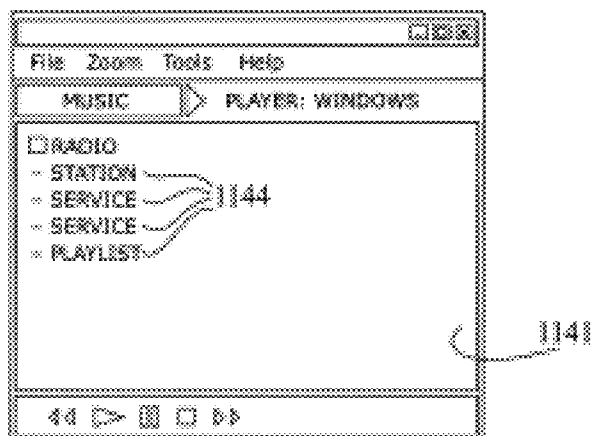 File Zoom Tools Help
MUSIC PLAYER: WINDOWS
RADIO
- STATION
- SERVICE
1144
- SERVICE
- PLAYLIST
1141